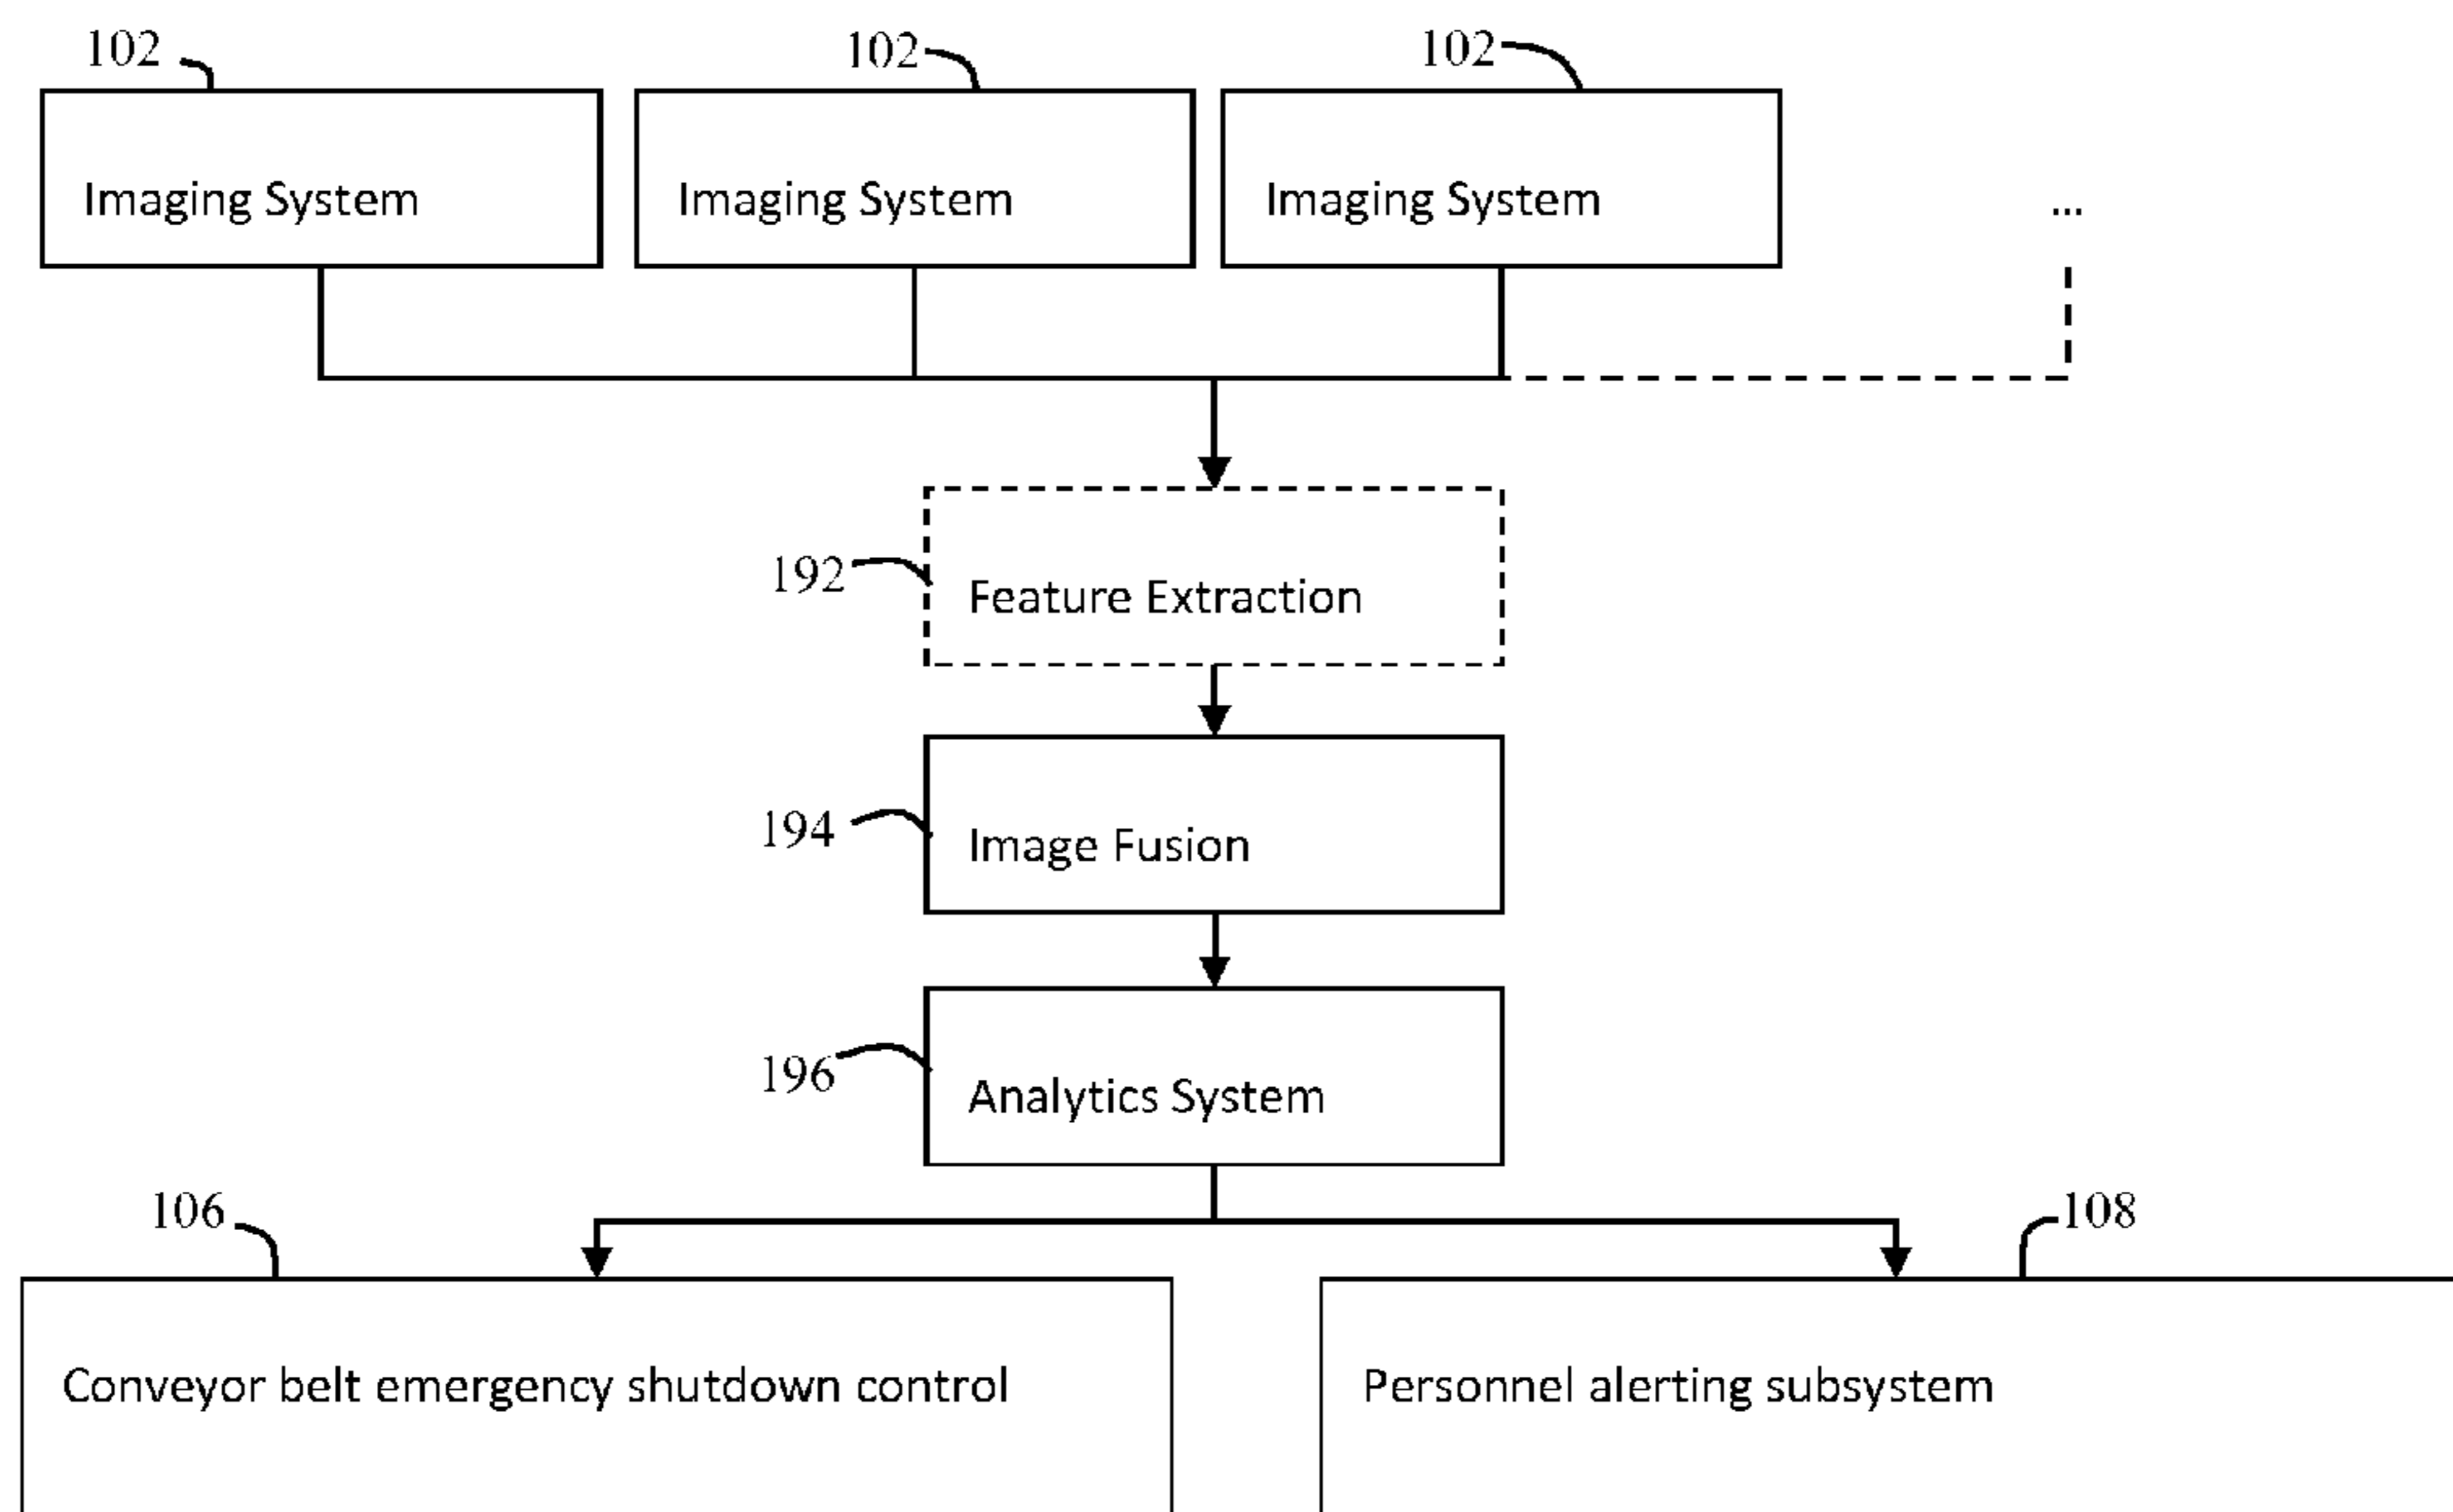 102
102
102
Imaging System
Imaging System
Imaging System
...
192
Feature Extraction
194
Image Fusion
196
Analytics System
106
108
Conveyor belt emergency shutdown control
Personnel alerting subsystem